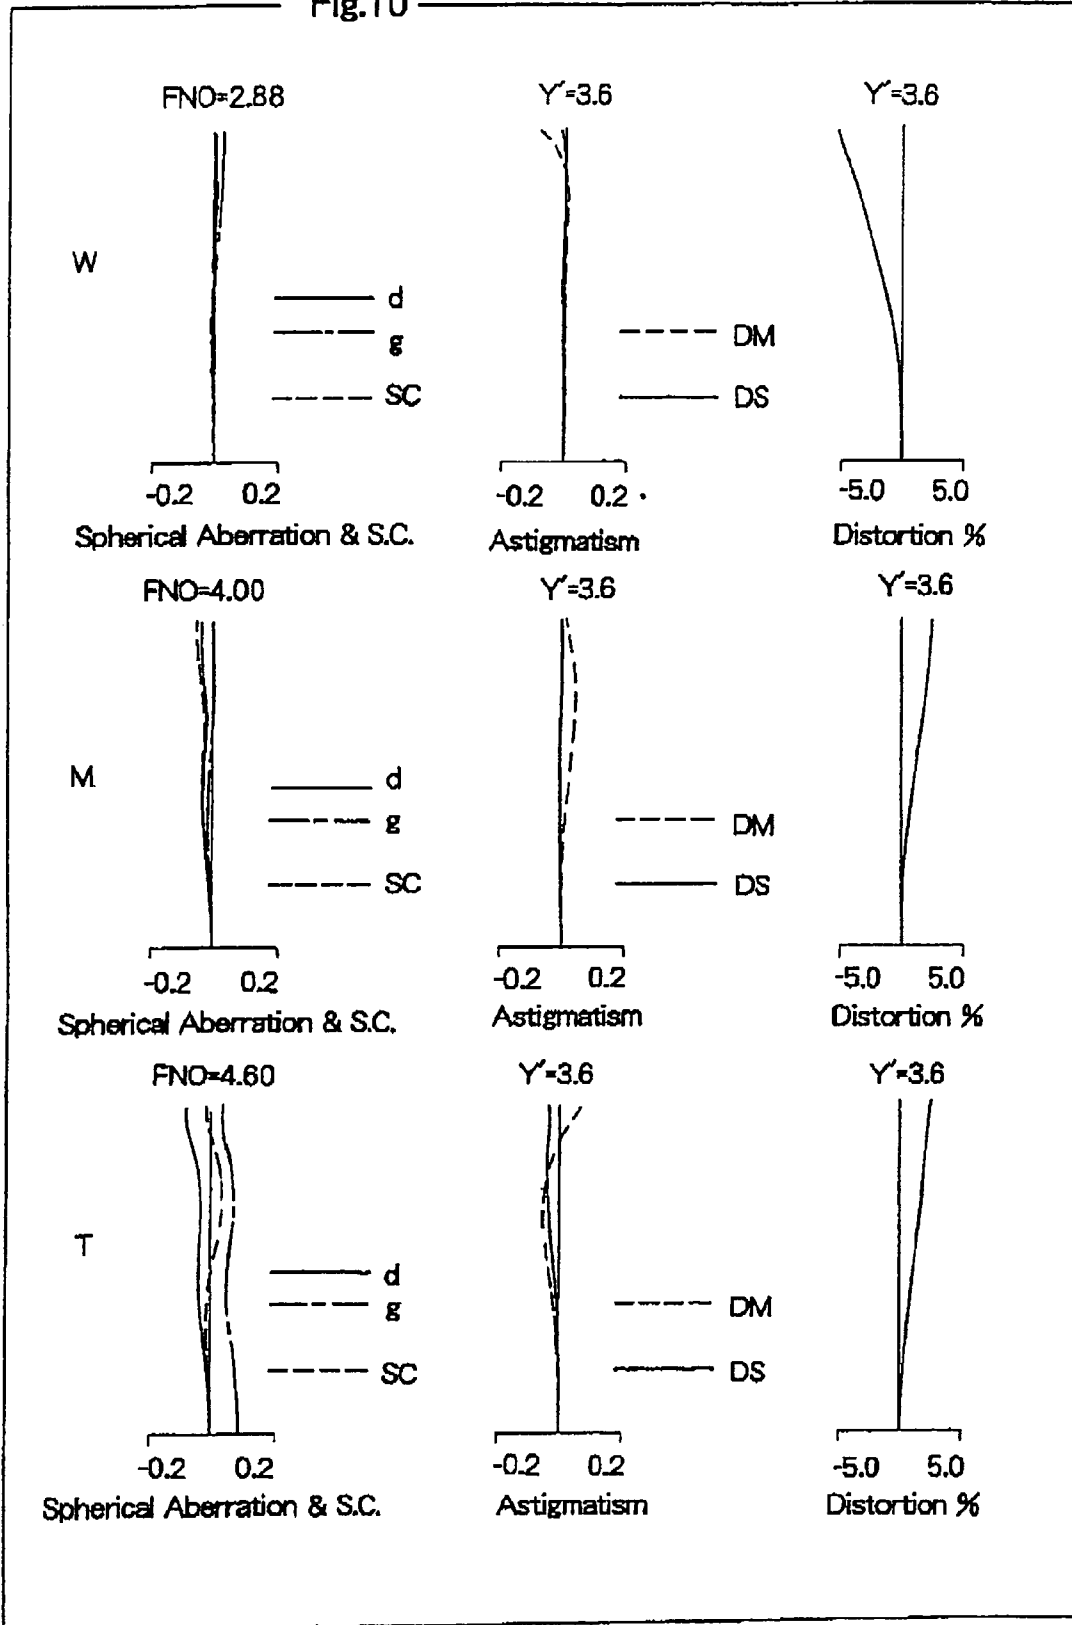 Fig.10
FNO=2.88 Y′=3.6 Y′=3.6
W
d
g
SC
DM
DS
-0.2 0.2 -0.2 0.2 -5.0 5.0
Spherical Aberration & S.C. Astigmatism Distortion %
FNO=4.00 Y′=3.6 Y′=3.6
M
d
g
SC
DM
DS
-0.2 0.2 -0.2 0.2 -5.0 5.0
Spherical Aberration & S.C. Astigmatism Distortion %
FNO=4.60 Y′=3.6 Y′=3.6
T
d
g
SC
DM
DS
-0.2 0.2 -0.2 0.2 -5.0 5.0
Spherical Aberration & S.C. Astigmatism Distortion %